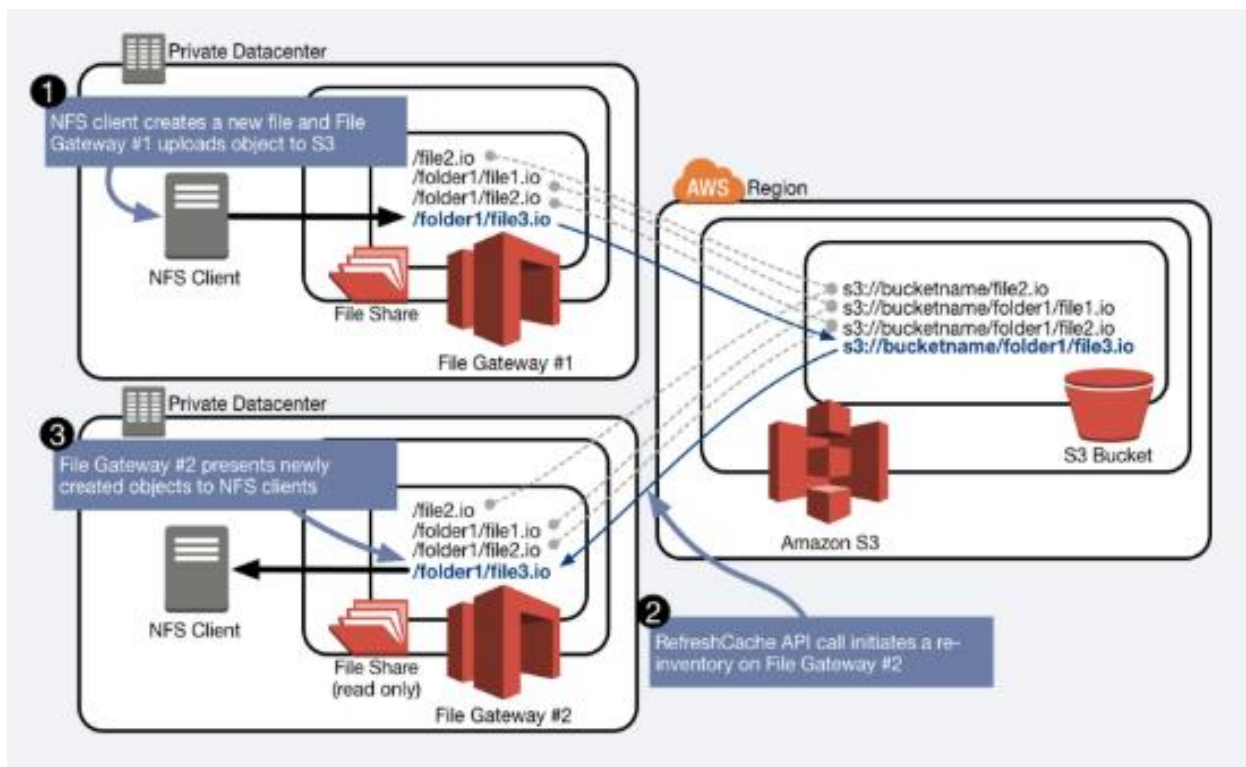 Private Datacenter
1
NFS client creates a new file and File
Gateway #1 uploads object to S3
/file2.io
/folder1/file1.io
/folder1/file2.io
/folder1/file3.io
NFS Client
File Share
File Gateway #1
AWS Region
s3://bucketname/file2.io
s3://bucketname/folder1/file1.io
s3://bucketname/folder1/file2.io
s3://bucketname/folder1/file3.io
S3 Bucket
Amazon S3
Private Datacenter
3
File Gateway #2 presents newly
created objects to NFS clients
/file2.io
/folder1/file1.io
/folder1/file2.io
/folder1/file3.io
NFS Client
File Share
(read only)
File Gateway #2
2
RefreshCache API call initiates a re-
inventory on File Gateway #2